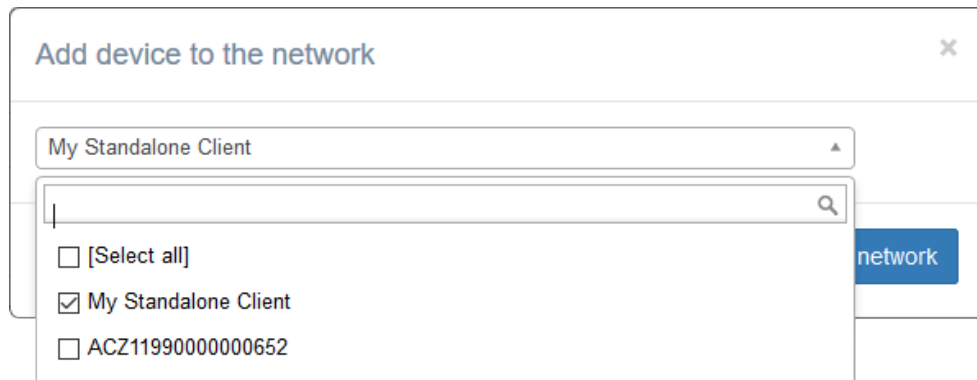 Add device to the network
My Standalone Client
[Select all]
network
My Standalone Client
ACZ11990000000652